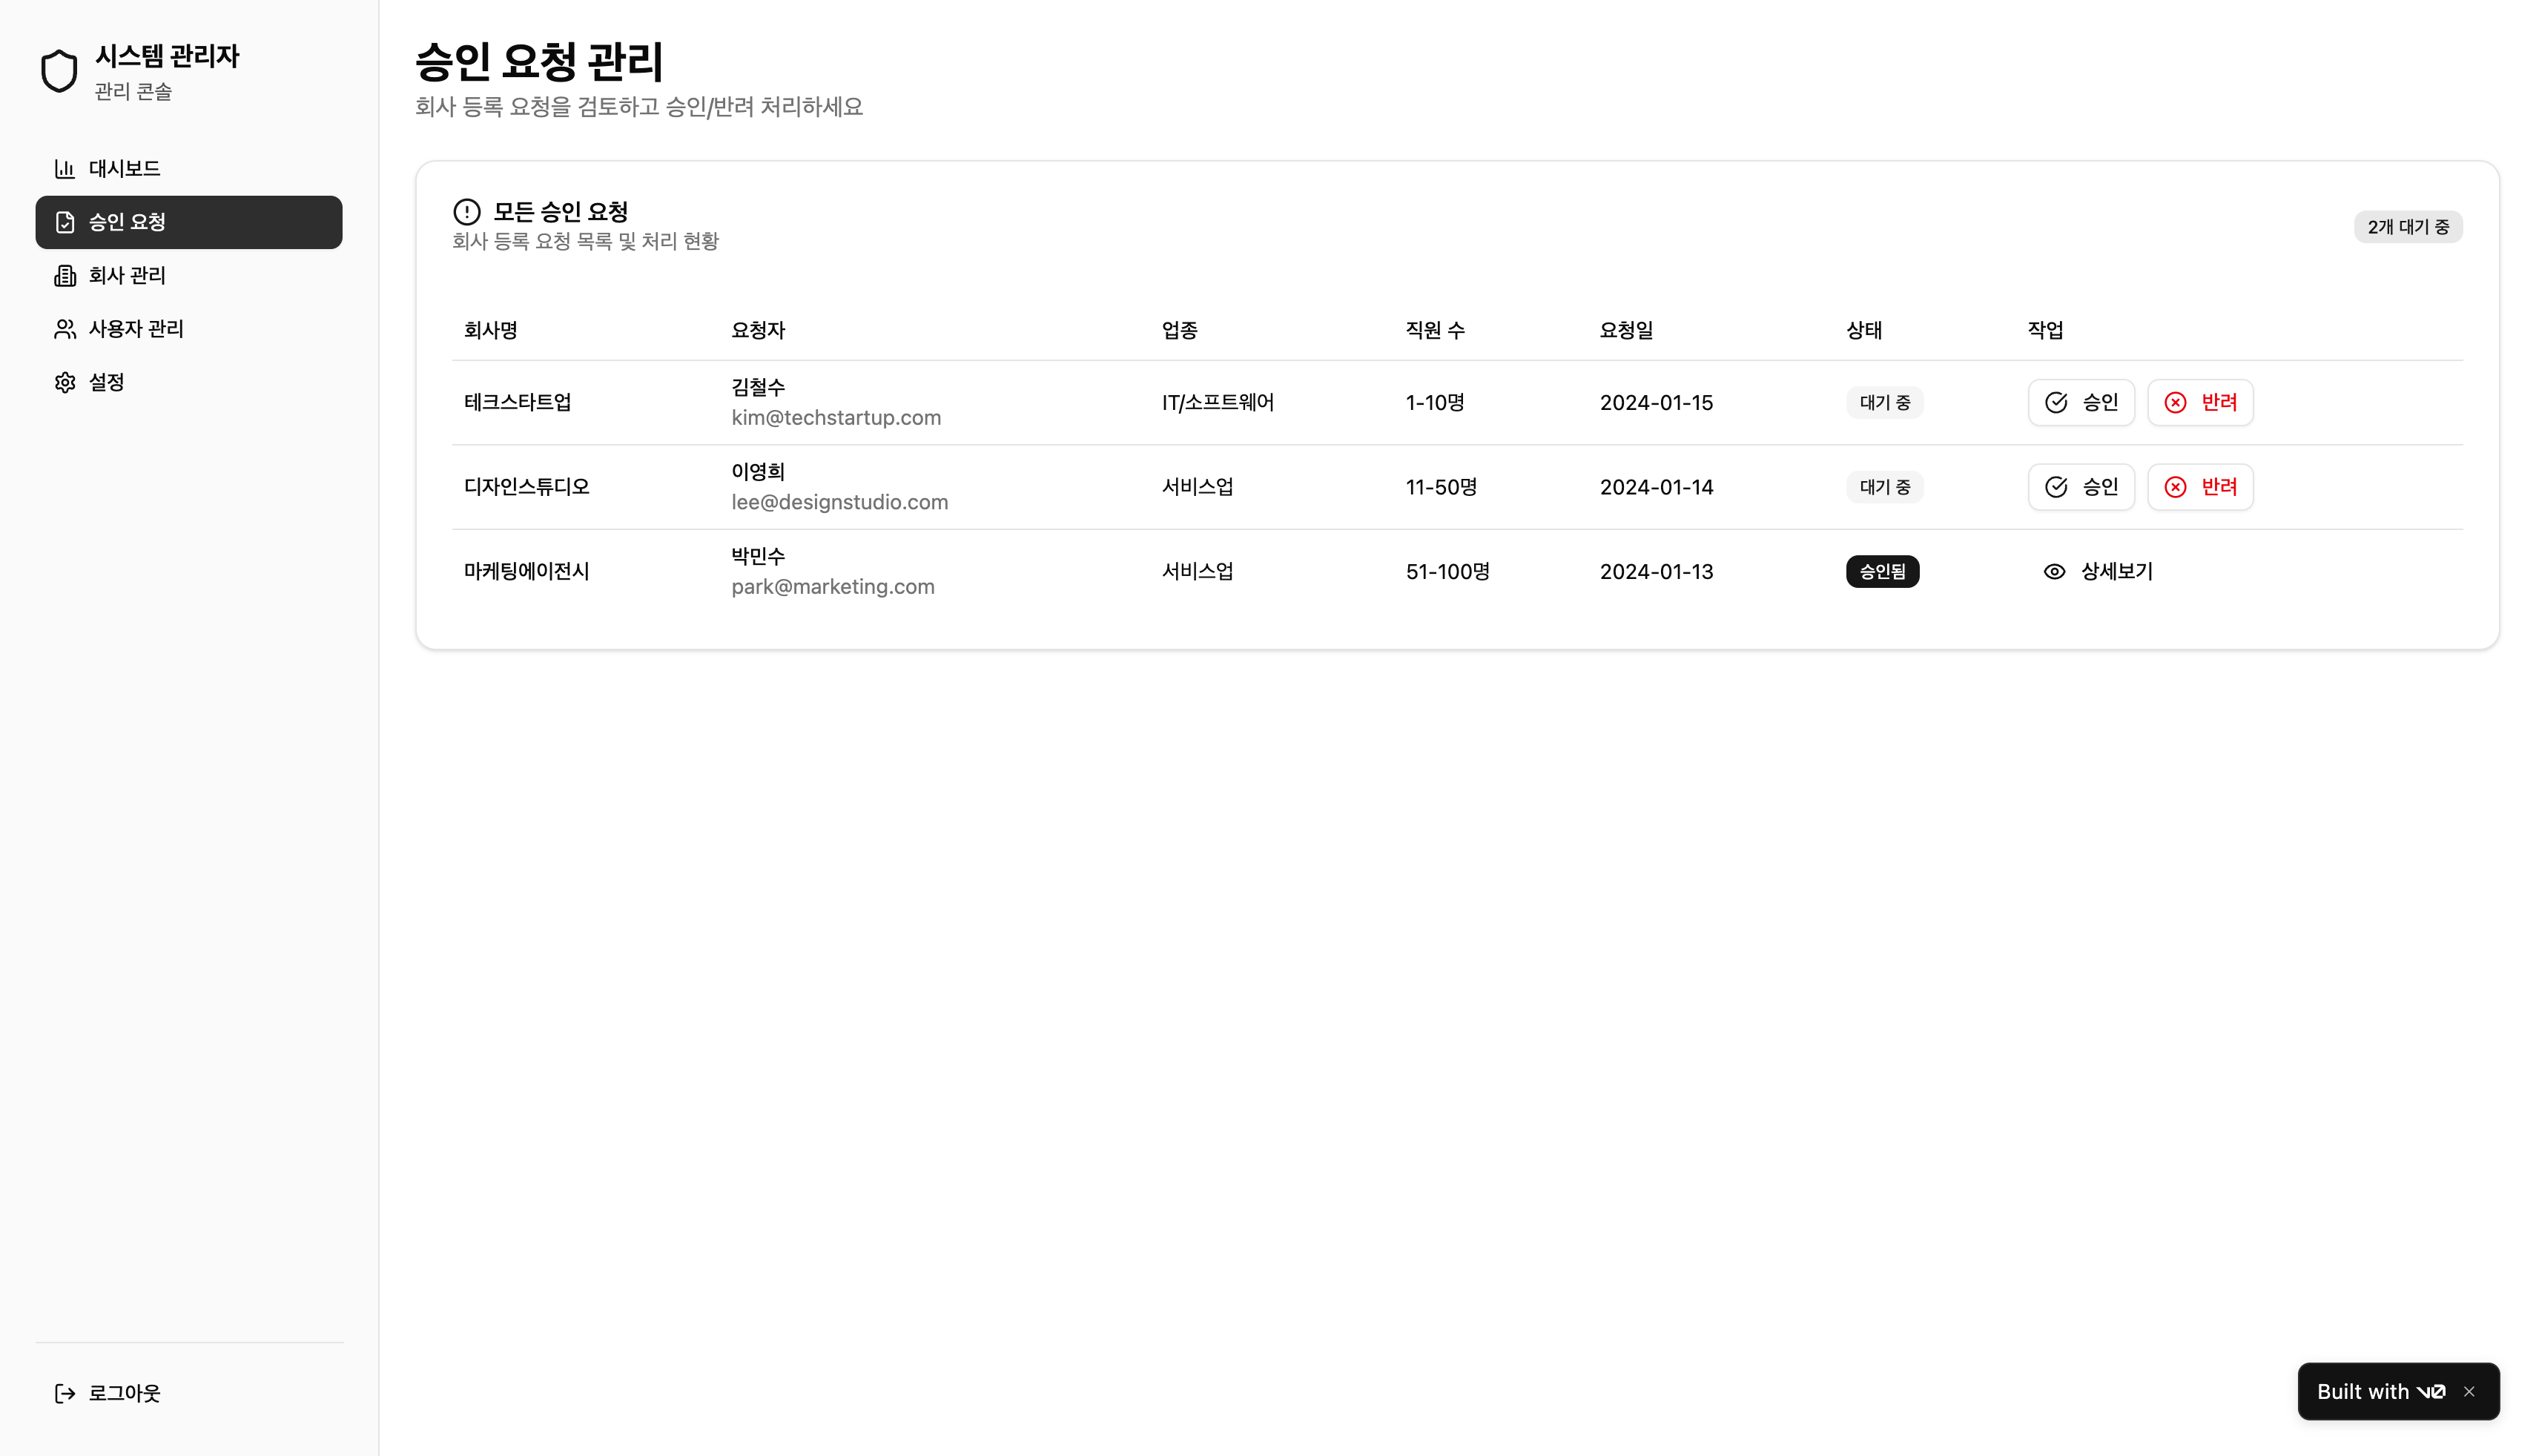 시스템 관리자
관리 콘솔
대시보드
승인 요청
회사 관리
사용자 관리
설정
로그아웃
승인 요청 관리
회사 등록 요청을 검토하고 승인/반려 처리하세요
모든 승인 요청
회사 등록 요청 목록 및 처리 현황
2개 대기 중
회사명 요청자 업종 직원 수 요청일 상태 작업
테크스타트업 김철수 kim@techstartup.com IT/소프트웨어 1-10명 2024-01-15 대기 중 승인 반려
디자인스튜디오 이영희 lee@designstudio.com 서비스업 11-50명 2024-01-14 대기 중 승인 반려
마케팅에이전시 박민수 park@marketing.com 서비스업 51-100명 2024-01-13 승인됨 상세보기
Built with v0